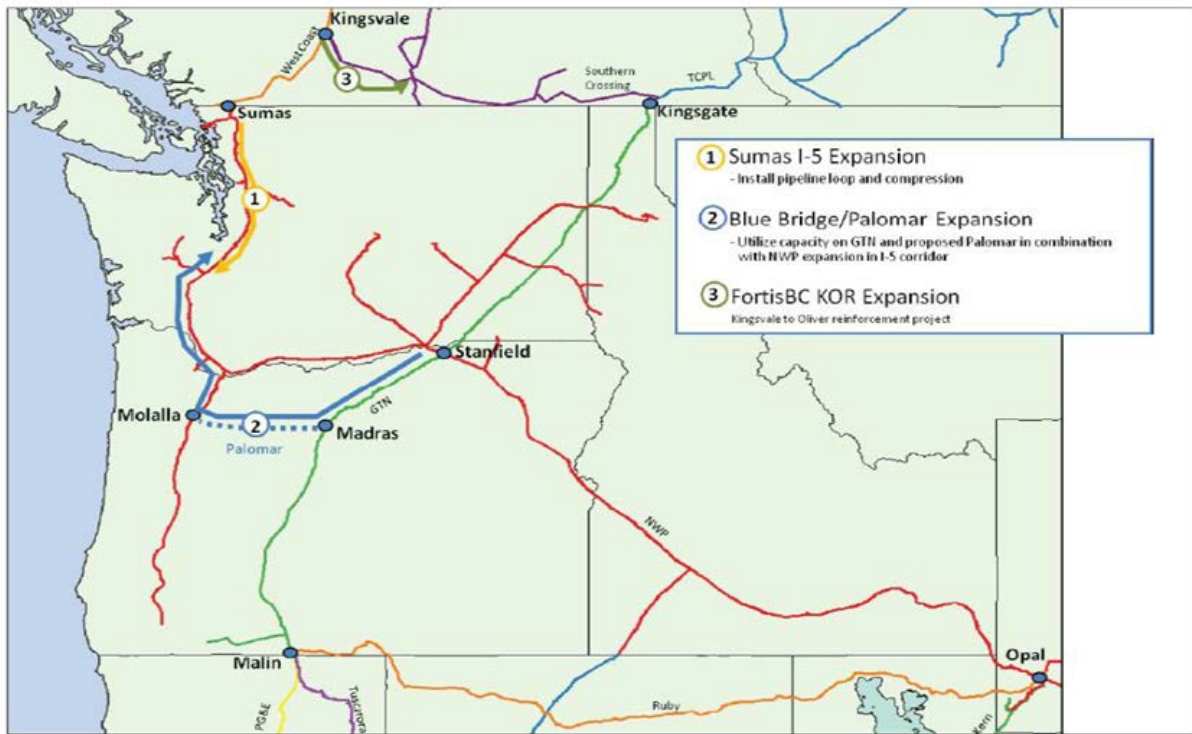 Kingsvale
West Coast
3
Southern
Crossing
TCPL
Sumas
Kingsgate
1
1 Sumas I-5 Expansion
- Install pipeline loop and compression
2 Blue Bridge/Palomar Expansion
- Utilize capacity on GTN and proposed Palomar in combination
with NWP expansion in I-5 corridor
3 FortisBC KOR Expansion
Kingsvale to Oliver reinforcement project
Stanfield
GTN
Molalla
2
Madras
Palomar
NWP
Malin
Opal
PG&E
Tuscarora
Ruby
Kern